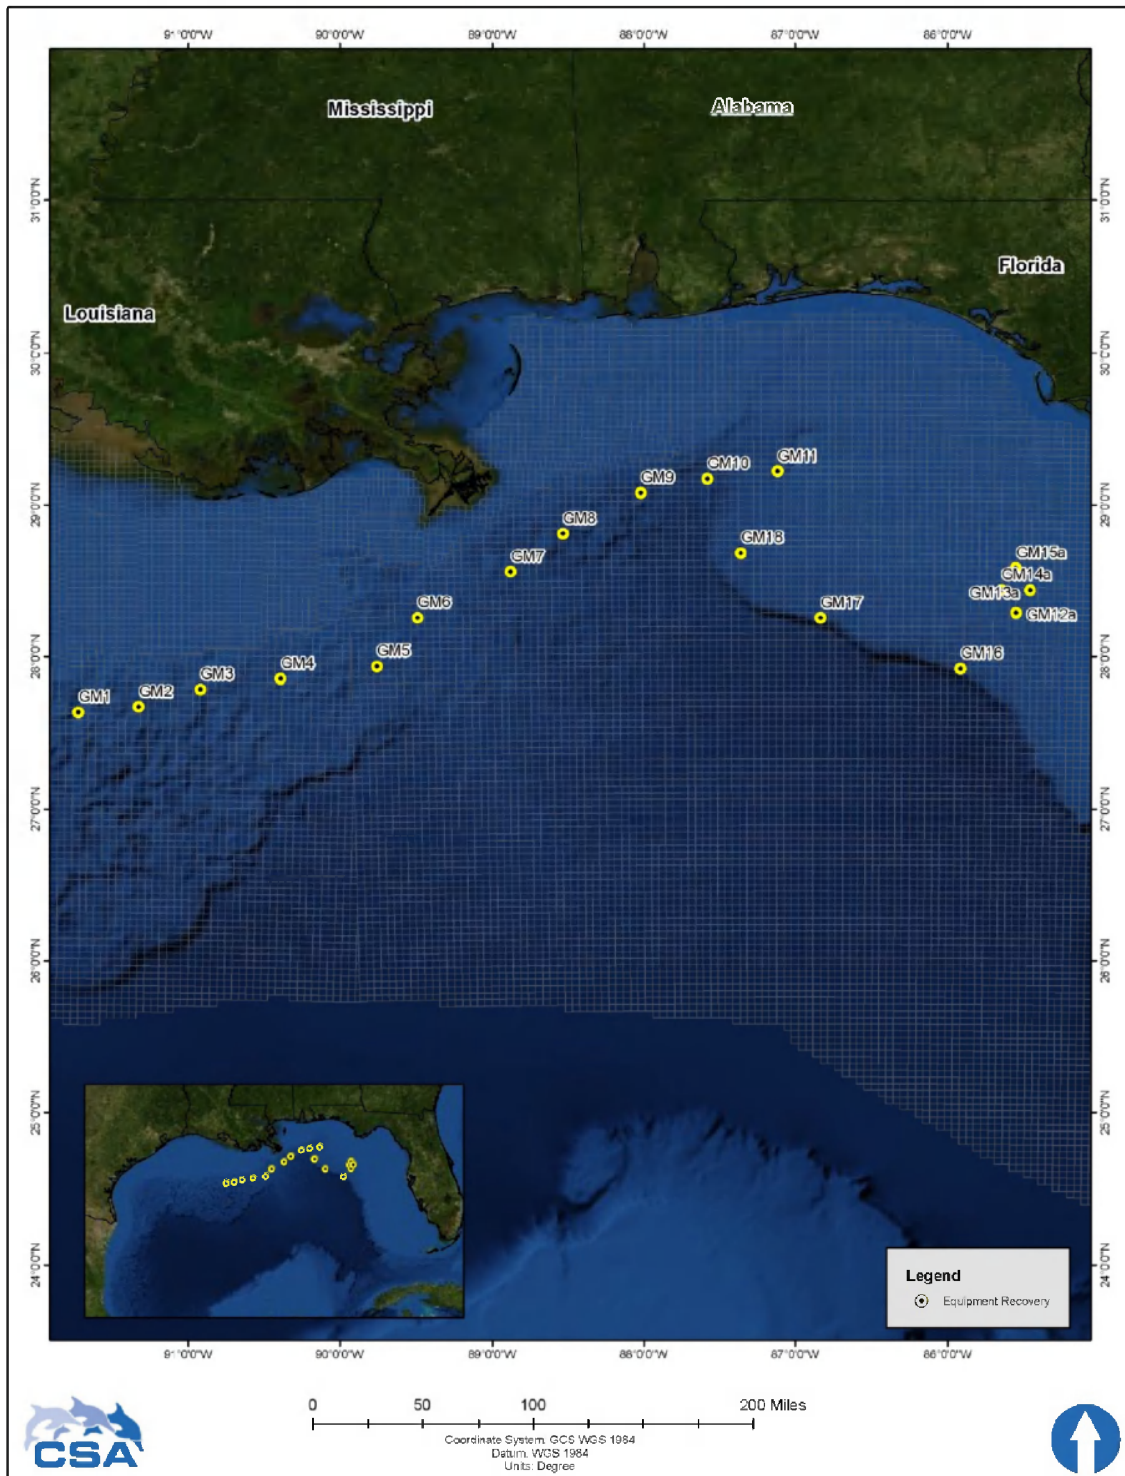 91°0'0"W 90°0'0"W 89°0'0"W 88°0'0"W 87°0'0"W 86°0'0"W
Mississippi
Alabama
31°0'0"N
31°0'0"N
Florida
Louisiana
30°0'0"N
30°0'0"N
GM11
GM10
GM9
29°0'0"N
29°0'0"N
GM8
GM18
GM15a
GM7
GM14a
GM13a
GM6
GM17
GM12a
28°0'0"N
28°0'0"N
GM5
GM16
GM4
GM3
GM2
GM1
27°0'0"N
27°0'0"N
26°0'0"N
26°0'0"N
25°0'0"N
25°0'0"N
24°0'0"N
24°0'0"N
Legend
Equipment Recovery
91°0'0"W 90°0'0"W 89°0'0"W 88°0'0"W 87°0'0"W 86°0'0"W
0 50 100 200 Miles
Coordinate System: GCS WGS 1984
Datum: WGS 1984
Units: Degree
CSA